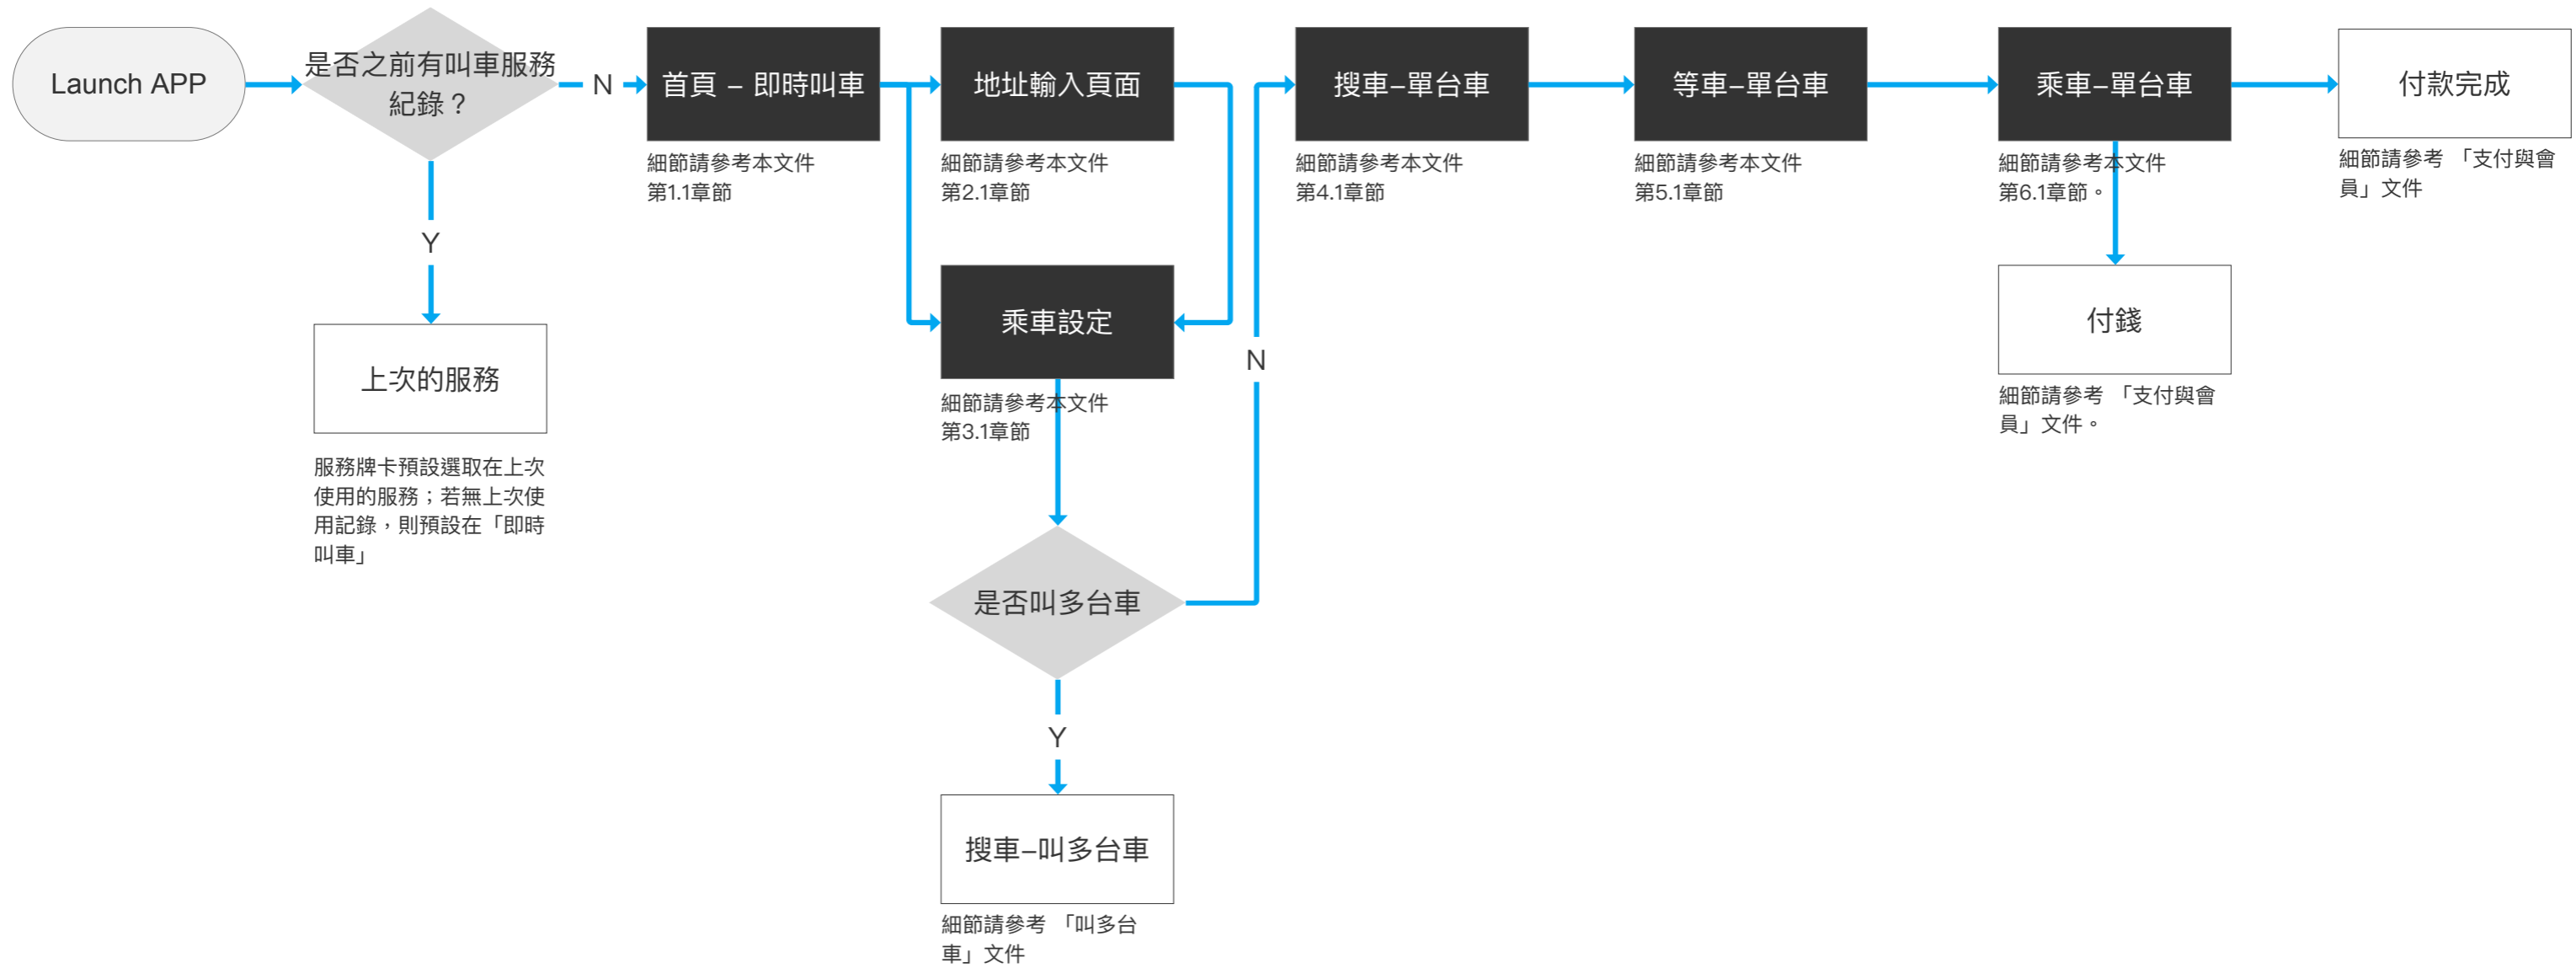 Launch APP
是否之前有叫車服務
紀錄？
N
首頁 – 即時叫車
細節請參考本文件
第1.1章節
地址輸入頁面
細節請參考本文件
第2.1章節
搜車–單台車
細節請參考本文件
第4.1章節
等車–單台車
細節請參考本文件
第5.1章節
乘車–單台車
細節請參考本文件
第6.1章節。
付款完成
細節請參考 「支付與會
員」文件
Y
上次的服務
服務牌卡預設選取在上次
使用的服務；若無上次使
用記錄，則預設在「即時
叫車」
乘車設定
細節請參考本文件
第3.1章節
N
付錢
細節請參考 「支付與會
員」文件。
是否叫多台車
Y
搜車–叫多台車
細節請參考 「叫多台
車」文件